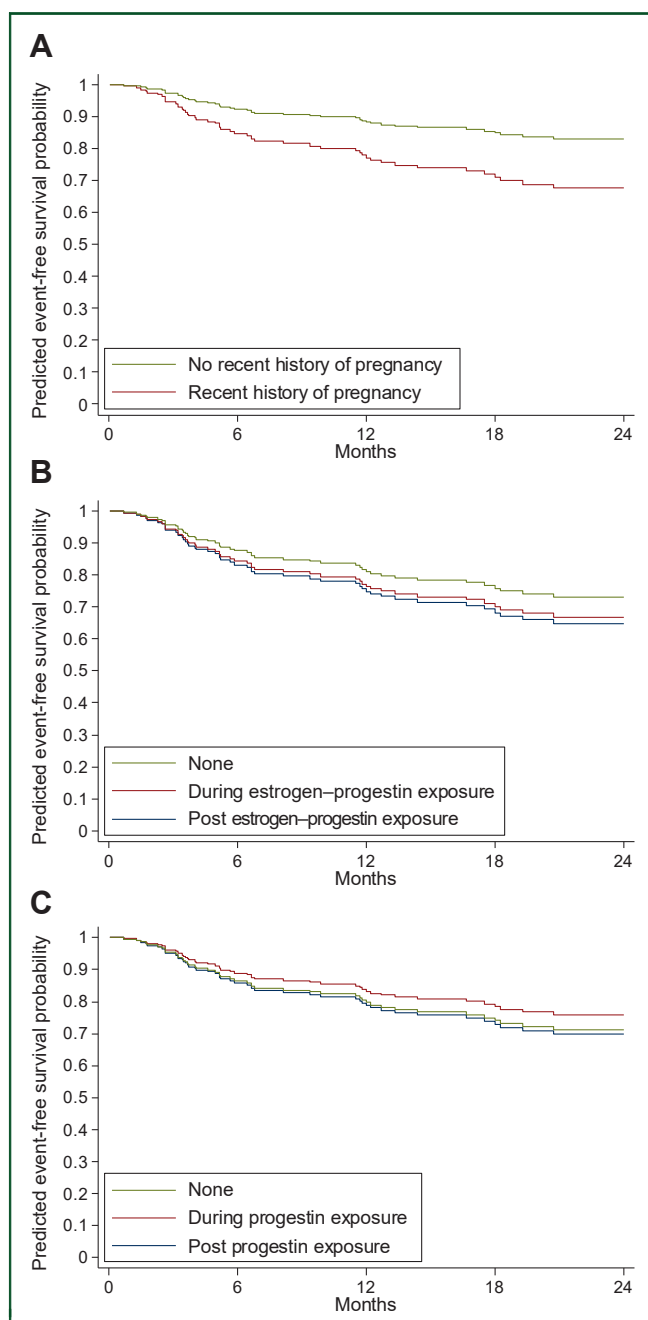 A
Predicted event-free survival probability
1
0.9
0.8
0.7
0.6
0.5
0.4
0.3
0.2
0.1
0
No recent history of pregnancy
Recent history of pregnancy
0 6 12 18 24
Months
B
Predicted event-free survival probability
1
0.9
0.8
0.7
0.6
0.5
0.4
0.3
0.2
0.1
0
None
During estrogen–progestin exposure
Post estrogen–progestin exposure
0 6 12 18 24
Months
C
Predicted event-free survival probability
1
0.9
0.8
0.7
0.6
0.5
0.4
0.3
0.2
0.1
0
None
During progestin exposure
Post progestin exposure
0 6 12 18 24
Months